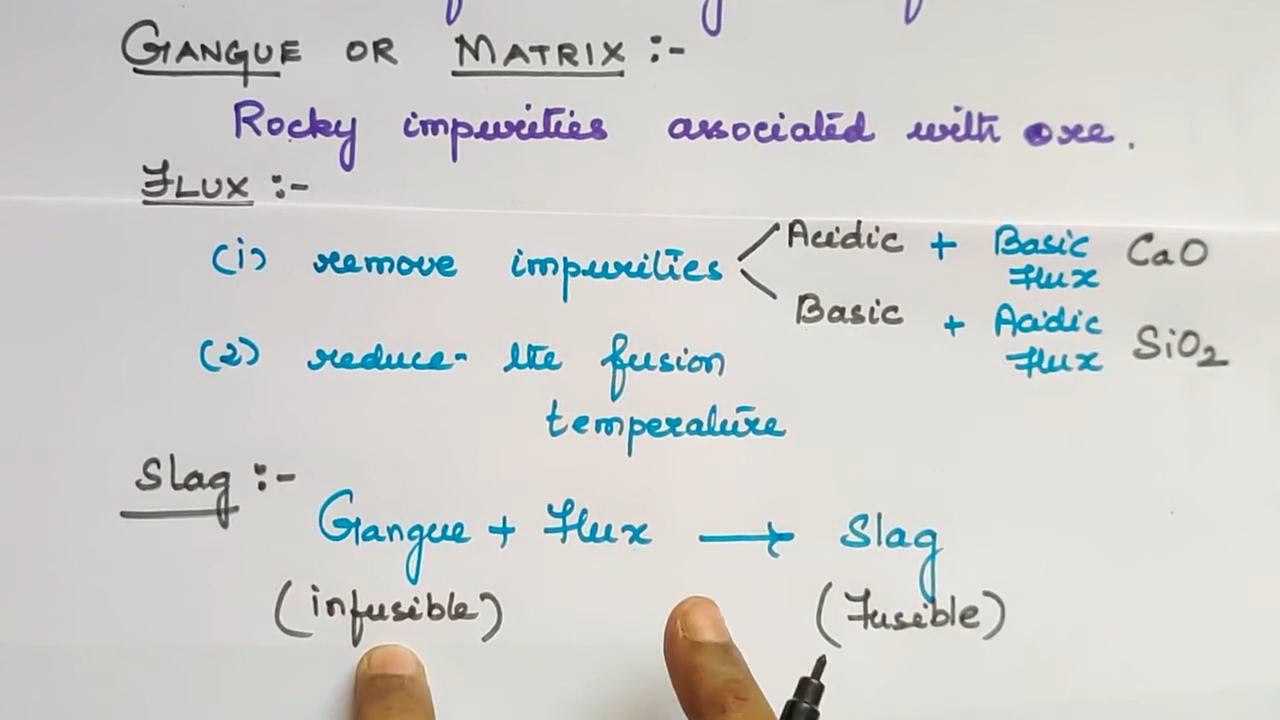 GANGUE OR MATRIX :-
Rocky impurities associated with ore.
FLUX :-
(i) remove impurities Acidic + Basic Flux CaO
Basic + Acidic Flux SiO2
(2) reduce the fusion
temperature
Slag :-
Gangue + Flux → Slag
(infusible) (Fusible)